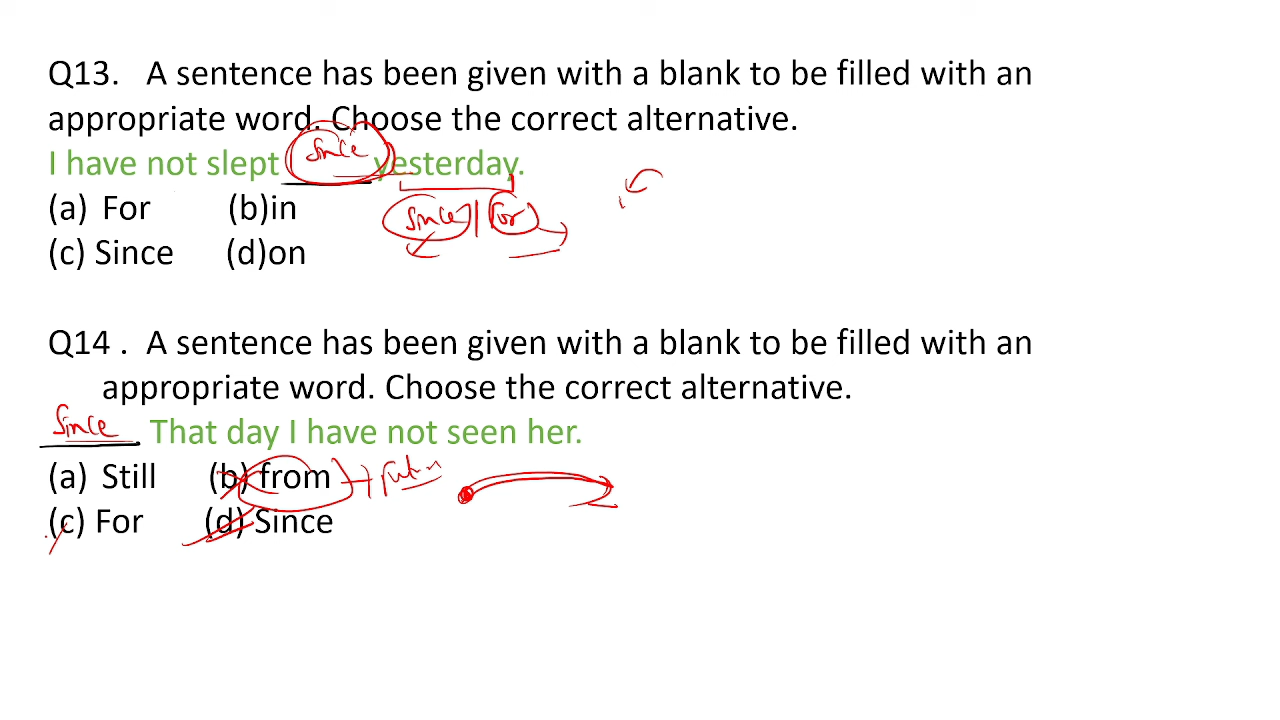 Q13. A sentence has been given with a blank to be filled with an
appropriate word. Choose the correct alternative.
I have not slept since yesterday.
(a) For (b)in
since | For
(c) Since (d)on
Q14 . A sentence has been given with a blank to be filled with an
appropriate word. Choose the correct alternative.
Since . That day I have not seen her.
(a) Still (b) from
(c) For (d) Since